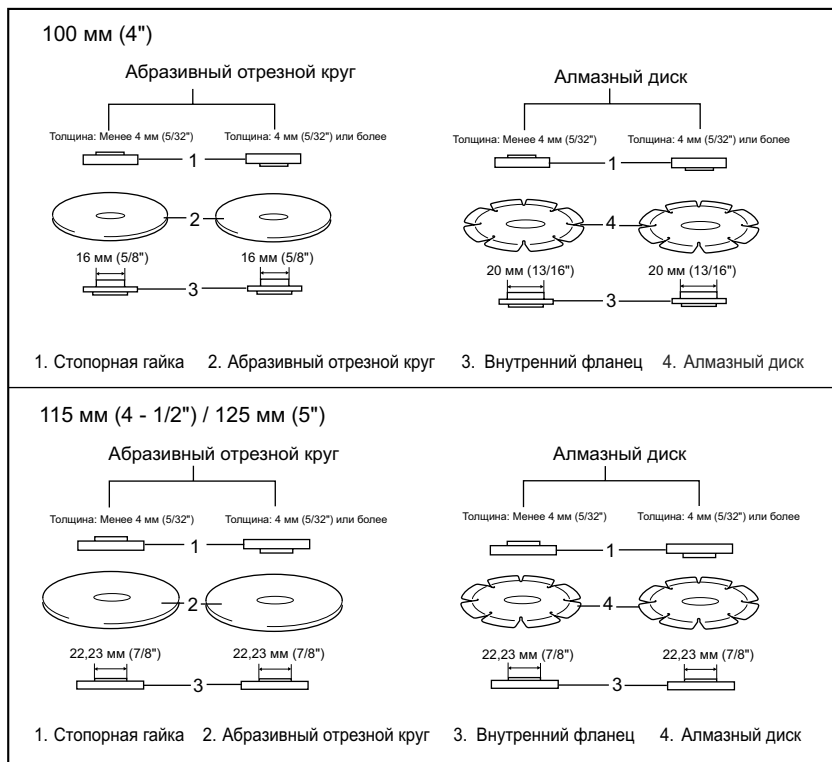 100 мм (4")
Абразивный отрезной круг
Алмазный диск
Толщина: Менее 4 мм (5/32") Толщина: 4 мм (5/32") или более
Толщина: Менее 4 мм (5/32") Толщина: 4 мм (5/32") или более
1
1
2
4
16 мм (5/8") 16 мм (5/8")
20 мм (13/16") 20 мм (13/16")
3
3
1. Стопорная гайка 2. Абразивный отрезной круг 3. Внутренний фланец 4. Алмазный диск
115 мм (4 - 1/2") / 125 мм (5")
Абразивный отрезной круг
Алмазный диск
Толщина: Менее 4 мм (5/32") Толщина: 4 мм (5/32") или более
Толщина: Менее 4 мм (5/32") Толщина: 4 мм (5/32") или более
1
1
2
4
22,23 мм (7/8") 22,23 мм (7/8")
22,23 мм (7/8") 22,23 мм (7/8")
3
3
1. Стопорная гайка 2. Абразивный отрезной круг 3. Внутренний фланец 4. Алмазный диск